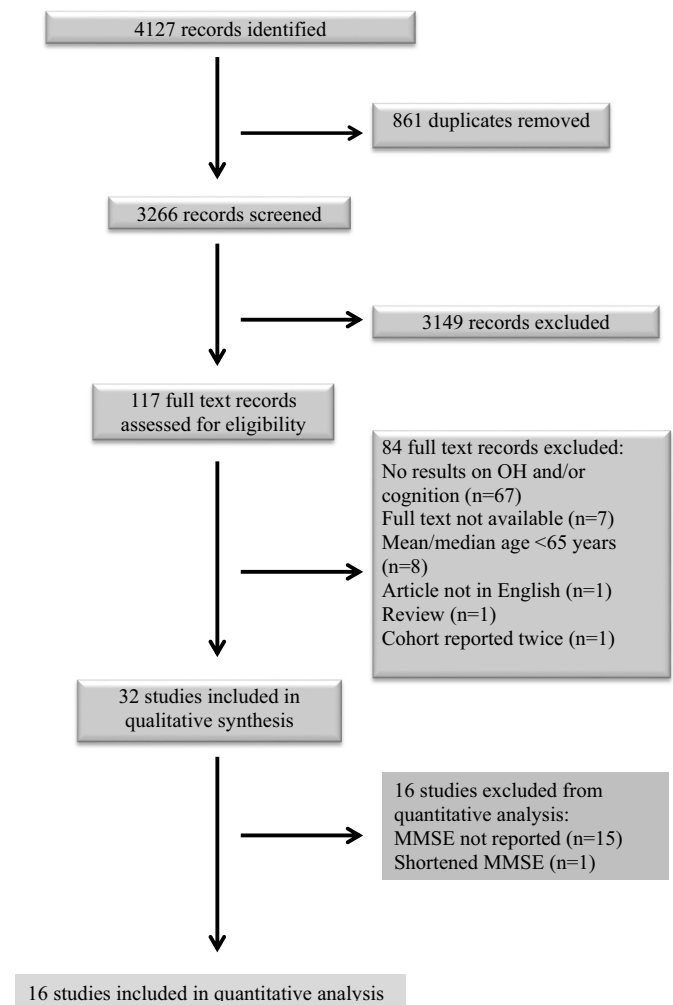 4127 records identified
861 duplicates removed
3266 records screened
3149 records excluded
117 full text records
assessed for eligibility
84 full text records excluded:
No results on OH and/or
cognition (n=67)
Full text not available (n=7)
Mean/median age <65 years
(n=8)
Article not in English (n=1)
Review (n=1)
Cohort reported twice (n=1)
32 studies included in
qualitative synthesis
16 studies excluded from
quantitative analysis:
MMSE not reported (n=15)
Shortened MMSE (n=1)
16 studies included in quantitative analysis